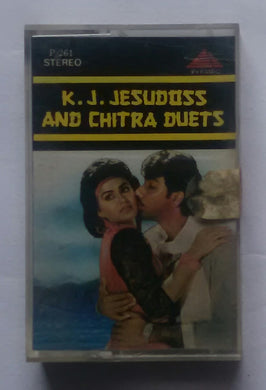 P.261
STEREO
K.J. JESUDOSS
AND CHITRA DUETS